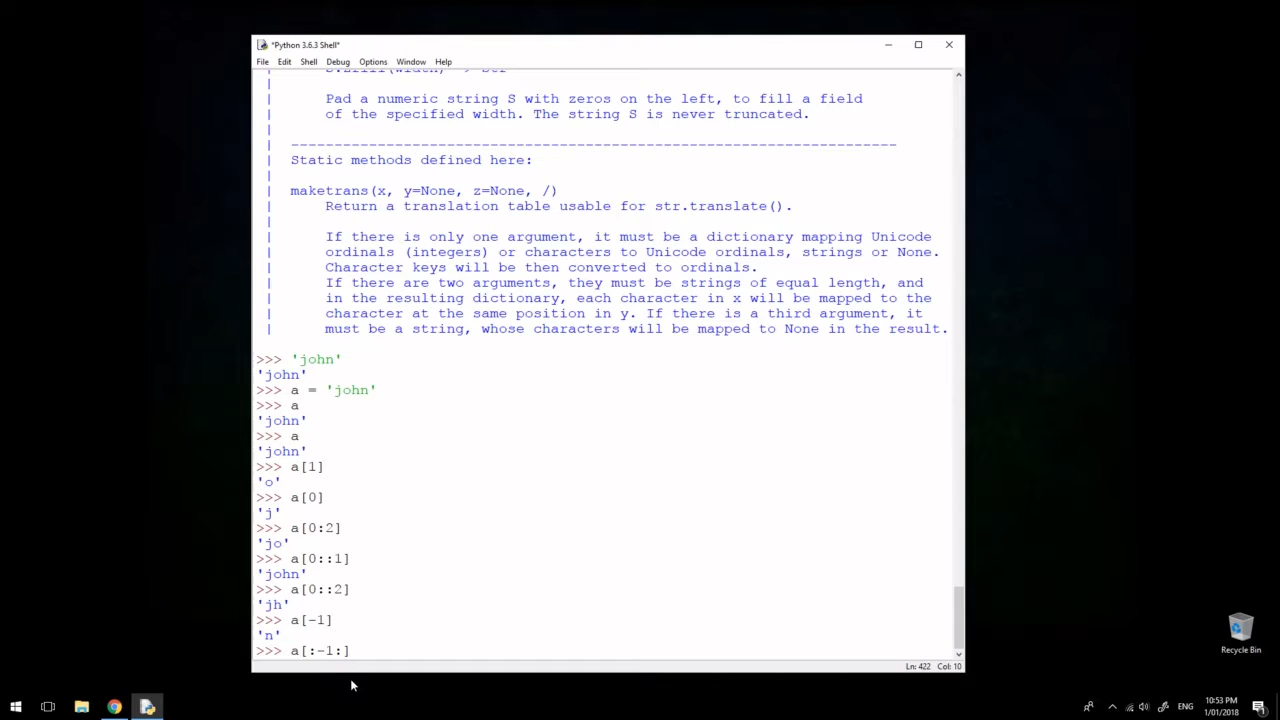 *Python 3.6.3 Shell*
File Edit Shell Debug Options Window Help
| S.zfill(width) -> str
|
| Pad a numeric string S with zeros on the left, to fill a field
| of the specified width. The string S is never truncated.
|
| ----------------------------------------------------------------------
| Static methods defined here:
|
| maketrans(x, y=None, z=None, /)
| Return a translation table usable for str.translate().
|
| If there is only one argument, it must be a dictionary mapping Unicode
| ordinals (integers) or characters to Unicode ordinals, strings or None.
| Character keys will be then converted to ordinals.
| If there are two arguments, they must be strings of equal length, and
| in the resulting dictionary, each character in x will be mapped to the
| character at the same position in y. If there is a third argument, it
| must be a string, whose characters will be mapped to None in the result.
>>> 'john'
'john'
>>> a = 'john'
>>> a
'john'
>>> a
'john'
>>> a[1]
'o'
>>> a[0]
'j'
>>> a[0:2]
'jo'
>>> a[0::1]
'john'
>>> a[0::2]
'jh'
>>> a[-1]
'n'
>>> a[:-1:]
Ln: 422 Col: 10
Recycle Bin
ENG
10:53 PM
1/01/2018
1